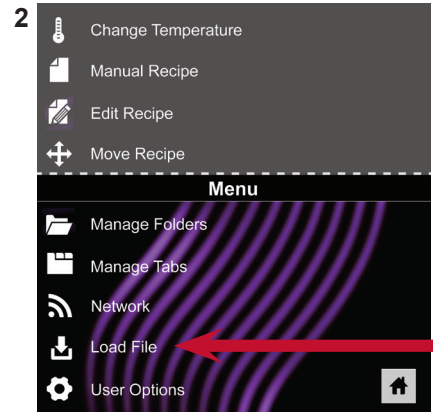 2
Change Temperature
Manual Recipe
Edit Recipe
Move Recipe
Menu
Manage Folders
Manage Tabs
Network
Load File
User Options